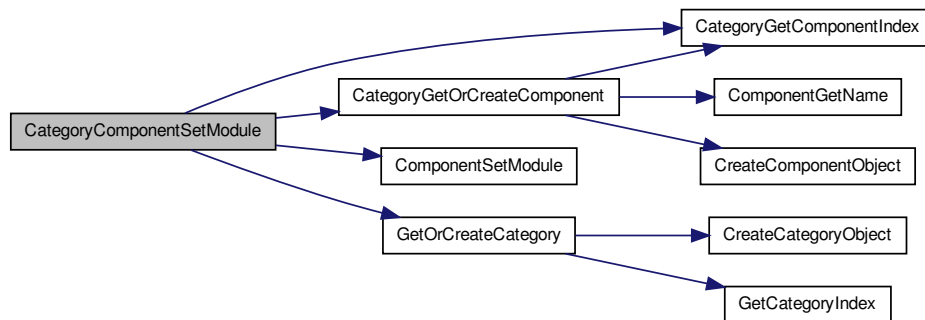 CategoryGetComponentIndex
CategoryGetOrCreateComponent
ComponentGetName
CategoryComponentSetModule
ComponentSetModule
CreateComponentObject
GetOrCreateCategory
CreateCategoryObject
GetCategoryIndex